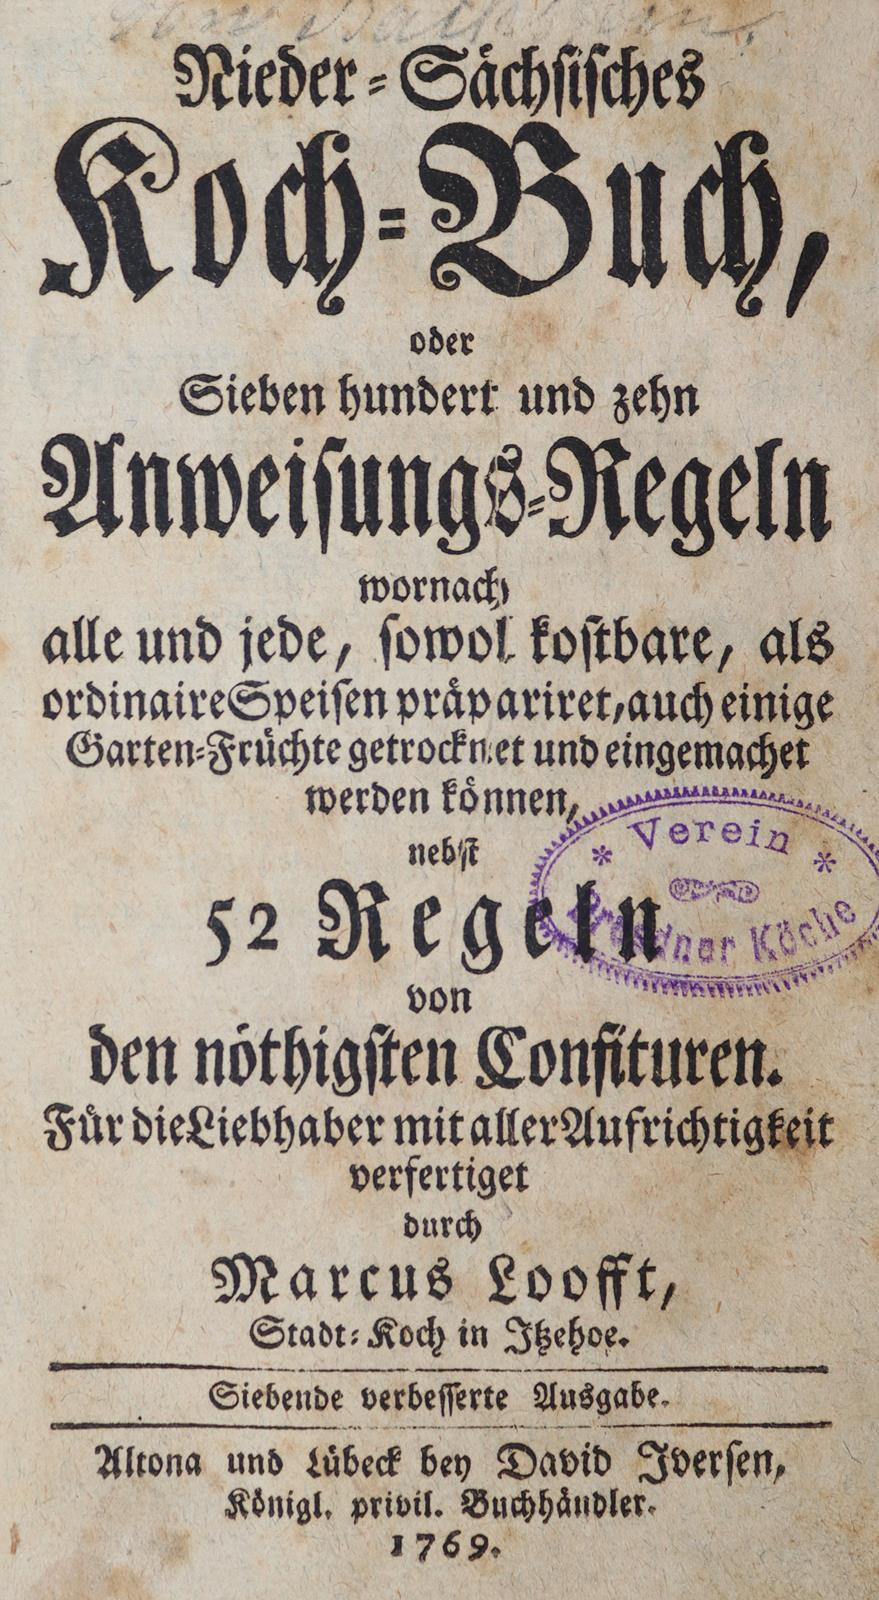 Nieder=Sächsisches
Koch=Buch,
oder
Sieben hundert und zehn
Anweisungs=Regeln
wornach
alle und jede, sowol kostbare, als
ordinaire Speisen präpariret, auch einige
Garten=Früchte getrocknet und eingemachet
werden können,
nebst
52 Regeln
von
den nöthigsten Confituren.
Für die Liebhaber mit aller Aufrichtigkeit
verfertiget
durch
Marcus Loofft,
Stadt=Koch in Itzehoe.
Siebende verbesserte Ausgabe.
Altona und Lübeck bey David Iversen,
Königl. privil. Buchhändler.
1769.
* Verein *
Dresdner Köche